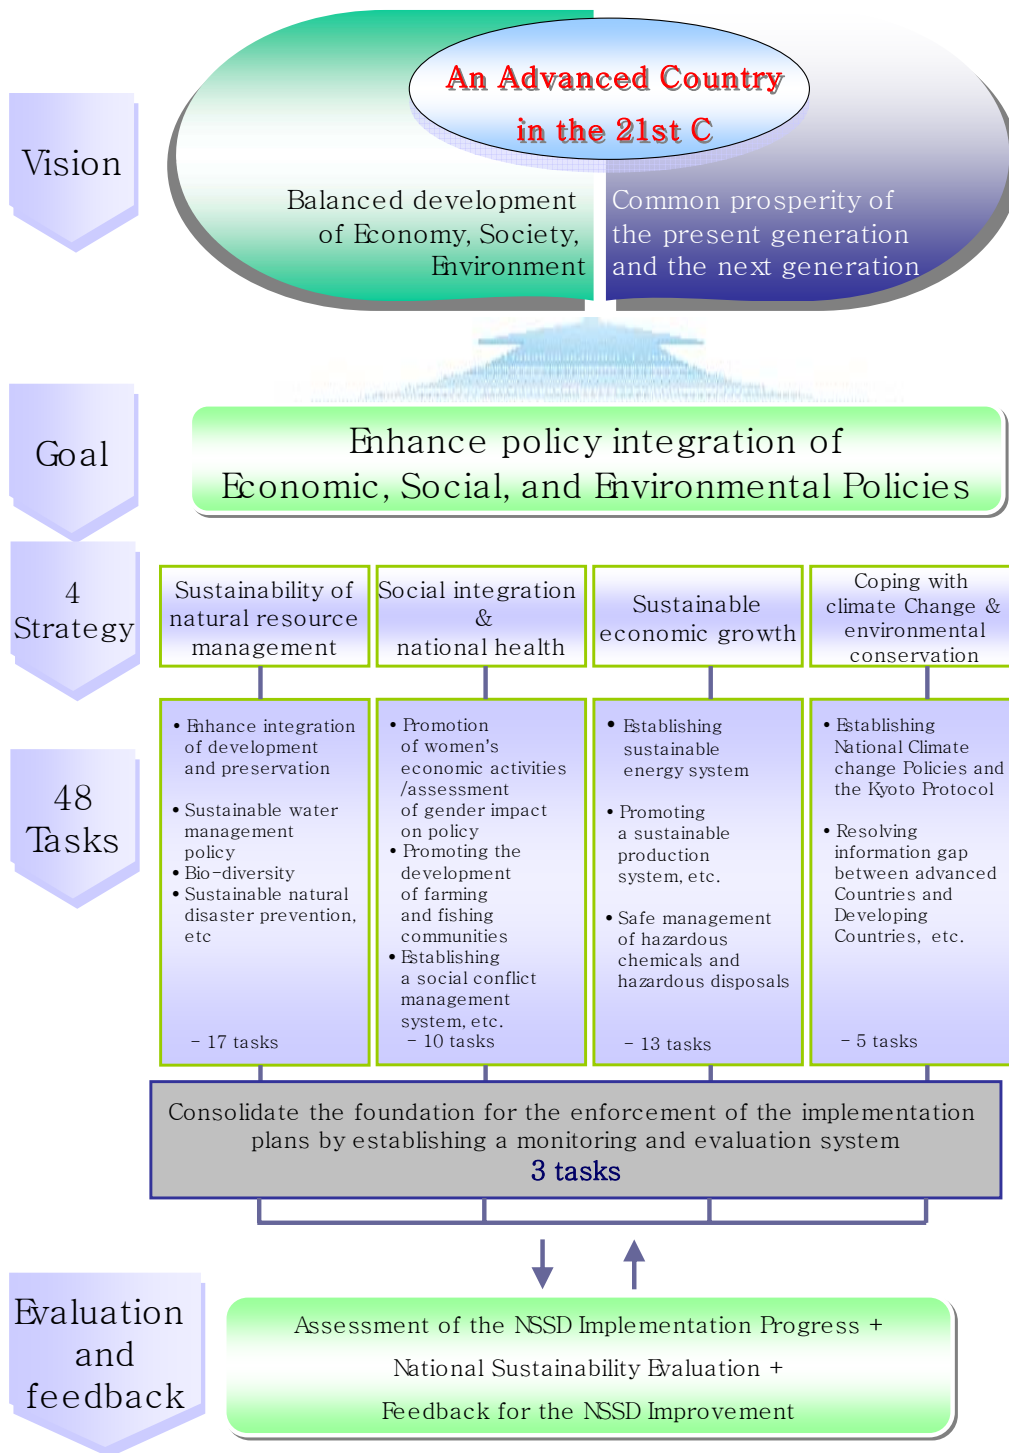 Vision
An Advanced Country
in the 21st C
Balanced development
of Economy, Society,
Environment
Common prosperity of
the present generation
and the next generation
Goal
Enhance policy integration of
Economic, Social, and Environmental Policies
4
Strategy
Sustainability of
natural resource
management
Social integration
&
national health
Sustainable
economic growth
Coping with
climate Change &
environmental
conservation
48
Tasks
• Enhance integration
of development
and preservation
• Sustainable water
management
policy
• Bio-diversity
• Sustainable natural
disaster prevention,
etc
- 17 tasks
• Promotion
of women's
economic activities
/assessment
of gender impact
on policy
• Promoting the
development
of farming
and fishing
communities
• Establishing
a social conflict
management
system, etc.
- 10 tasks
• Establishing
sustainable
energy system
• Promoting
a sustainable
production
system, etc.
• Safe management
of hazardous
chemicals and
hazardous disposals
- 13 tasks
• Establishing
National Climate
change Policies and
the Kyoto Protocol
• Resolving
information gap
between advanced
Countries and
Developing
Countries, etc.
- 5 tasks
Consolidate the foundation for the enforcement of the implementation
plans by establishing a monitoring and evaluation system
3 tasks
Evaluation
and
feedback
Assessment of the NSSD Implementation Progress +
National Sustainability Evaluation +
Feedback for the NSSD Improvement